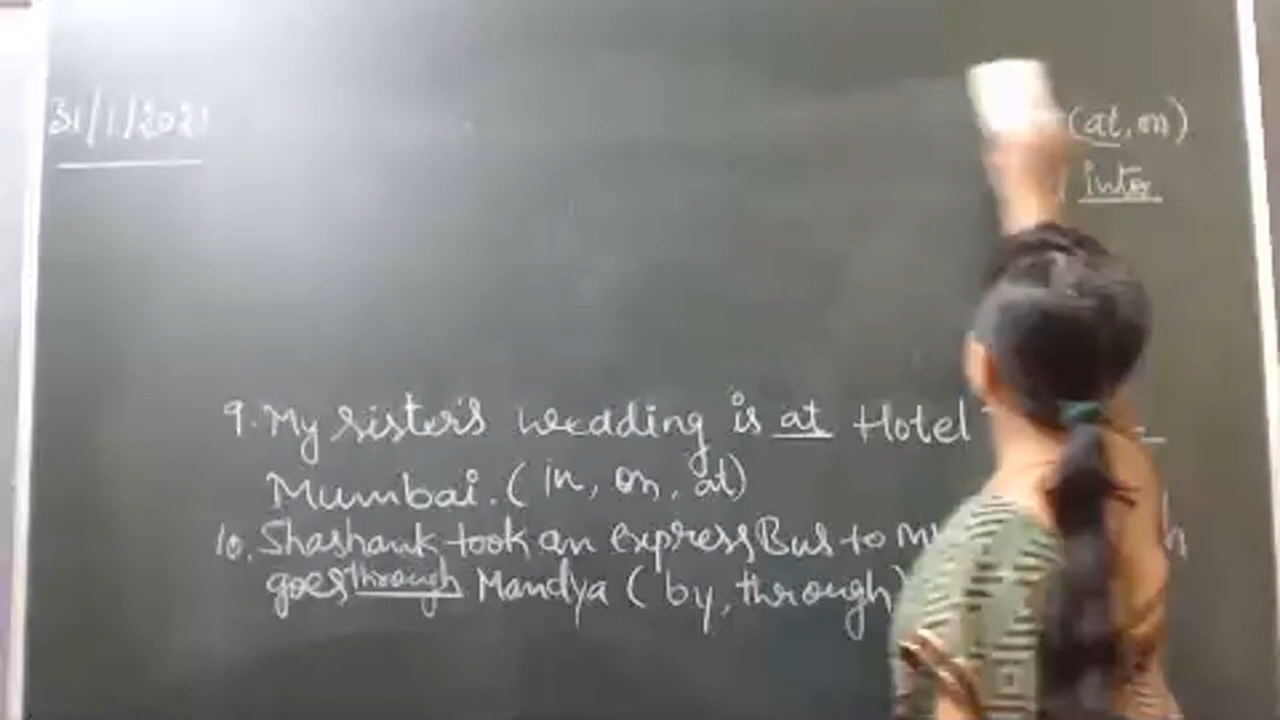 31/1/2021
(at, on)
into
9. My sister's wedding is at Hotel
Mumbai. (in, on, at)
10. Shashank took an express Bus to
goes through Mandya (by, through)